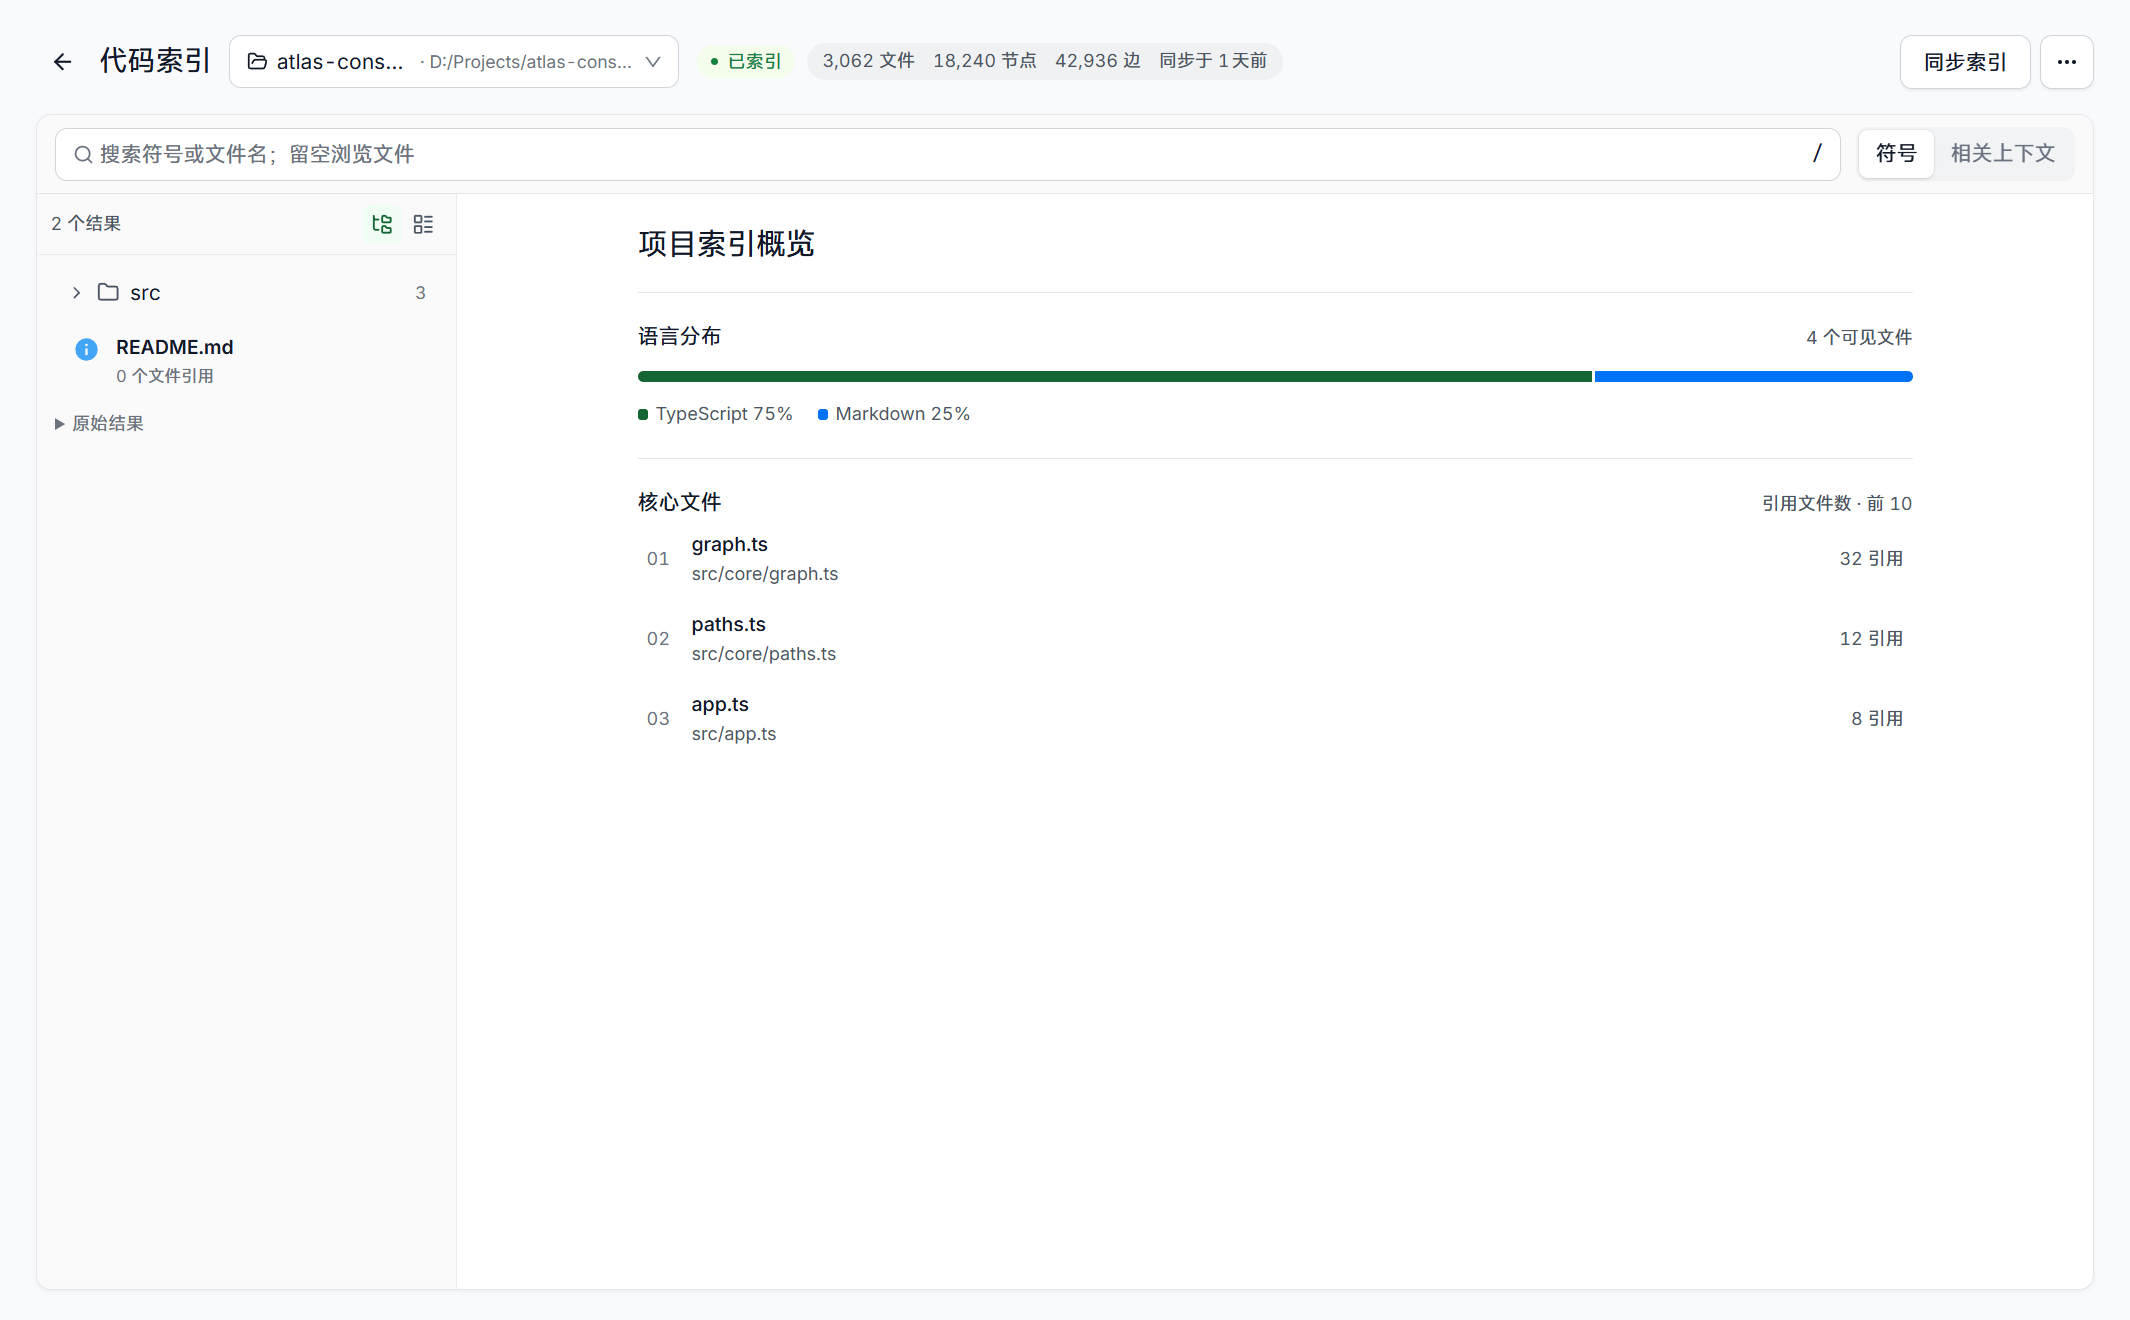 代码索引
atlas-cons... · D:/Projects/atlas-cons...
已索引
3,062 文件 18,240 节点 42,936 边 同步于 1天前
同步索引
搜索符号或文件名；留空浏览文件
/
符号
相关上下文
2 个结果
src 3
README.md
0 个文件引用
原始结果
项目索引概览
语言分布
4 个可见文件
TypeScript 75% Markdown 25%
核心文件
引用文件数 · 前 10
01
graph.ts
src/core/graph.ts
32 引用
02
paths.ts
src/core/paths.ts
12 引用
03
app.ts
src/app.ts
8 引用